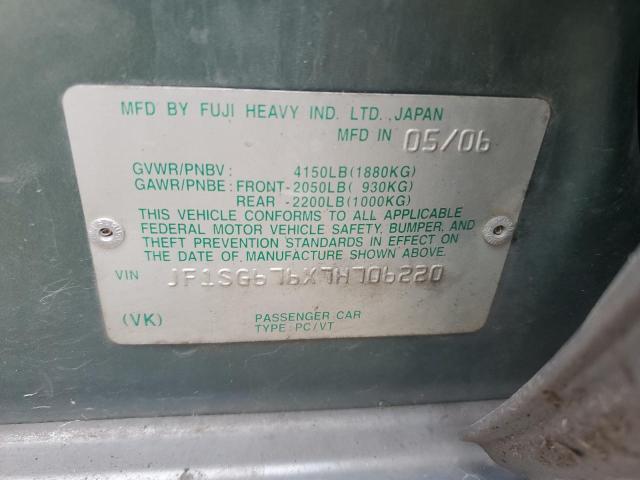 MFD BY FUJI HEAVY IND. LTD., JAPAN
MFD IN 05/06
GVWR/PNBV : 4150LB(1880KG)
GAWR/PNBE : FRONT-2050LB( 930KG)
REAR -2200LB(1000KG)
THIS VEHICLE CONFORMS TO ALL APPLICABLE
FEDERAL MOTOR VEHICLE SAFETY, BUMPER, AND
THEFT PREVENTION STANDARDS IN EFFECT ON
THE DATE OF MANUFACTURE SHOWN ABOVE.
VIN JF1SG676X7H706220
(VK) PASSENGER CAR
TYPE: PC/VT